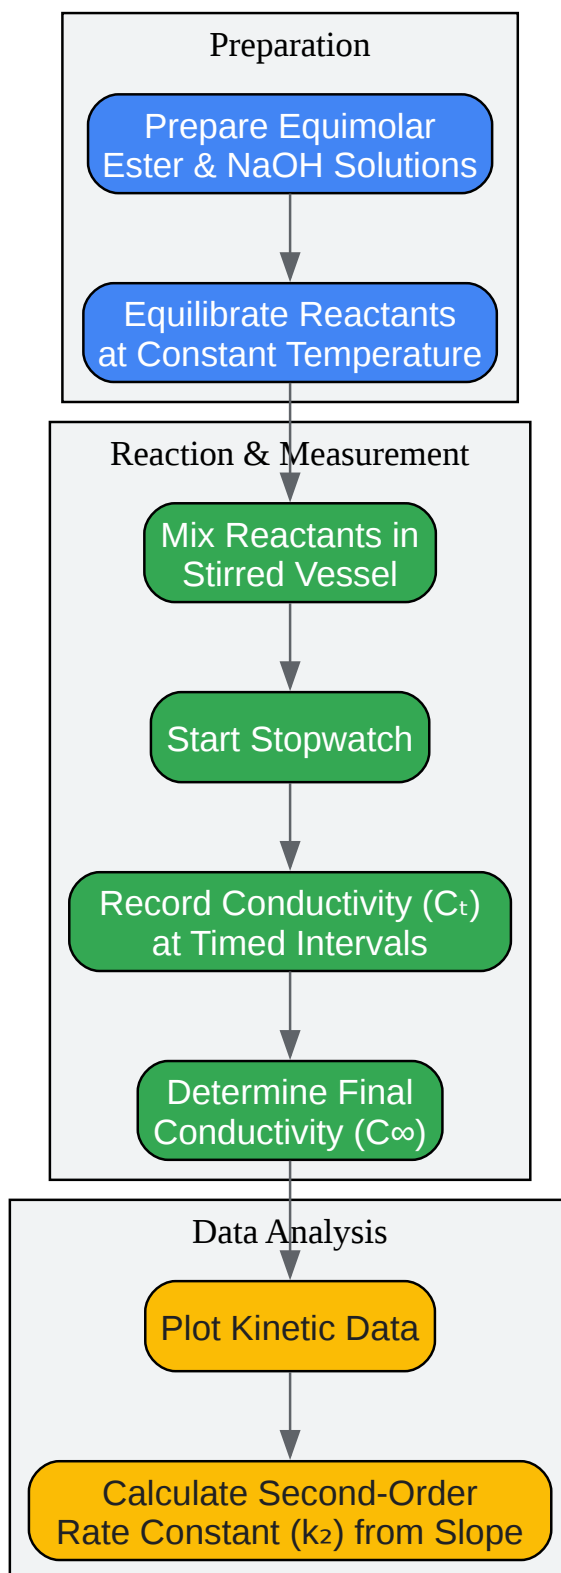 Preparation
Prepare Equimolar
Ester & NaOH Solutions
Equilibrate Reactants
at Constant Temperature
Reaction & Measurement
Mix Reactants in
Stirred Vessel
Start Stopwatch
Record Conductivity (Cₜ)
at Timed Intervals
Determine Final
Conductivity (C∞)
Data Analysis
Plot Kinetic Data
Calculate Second-Order
Rate Constant (k₂) from Slope